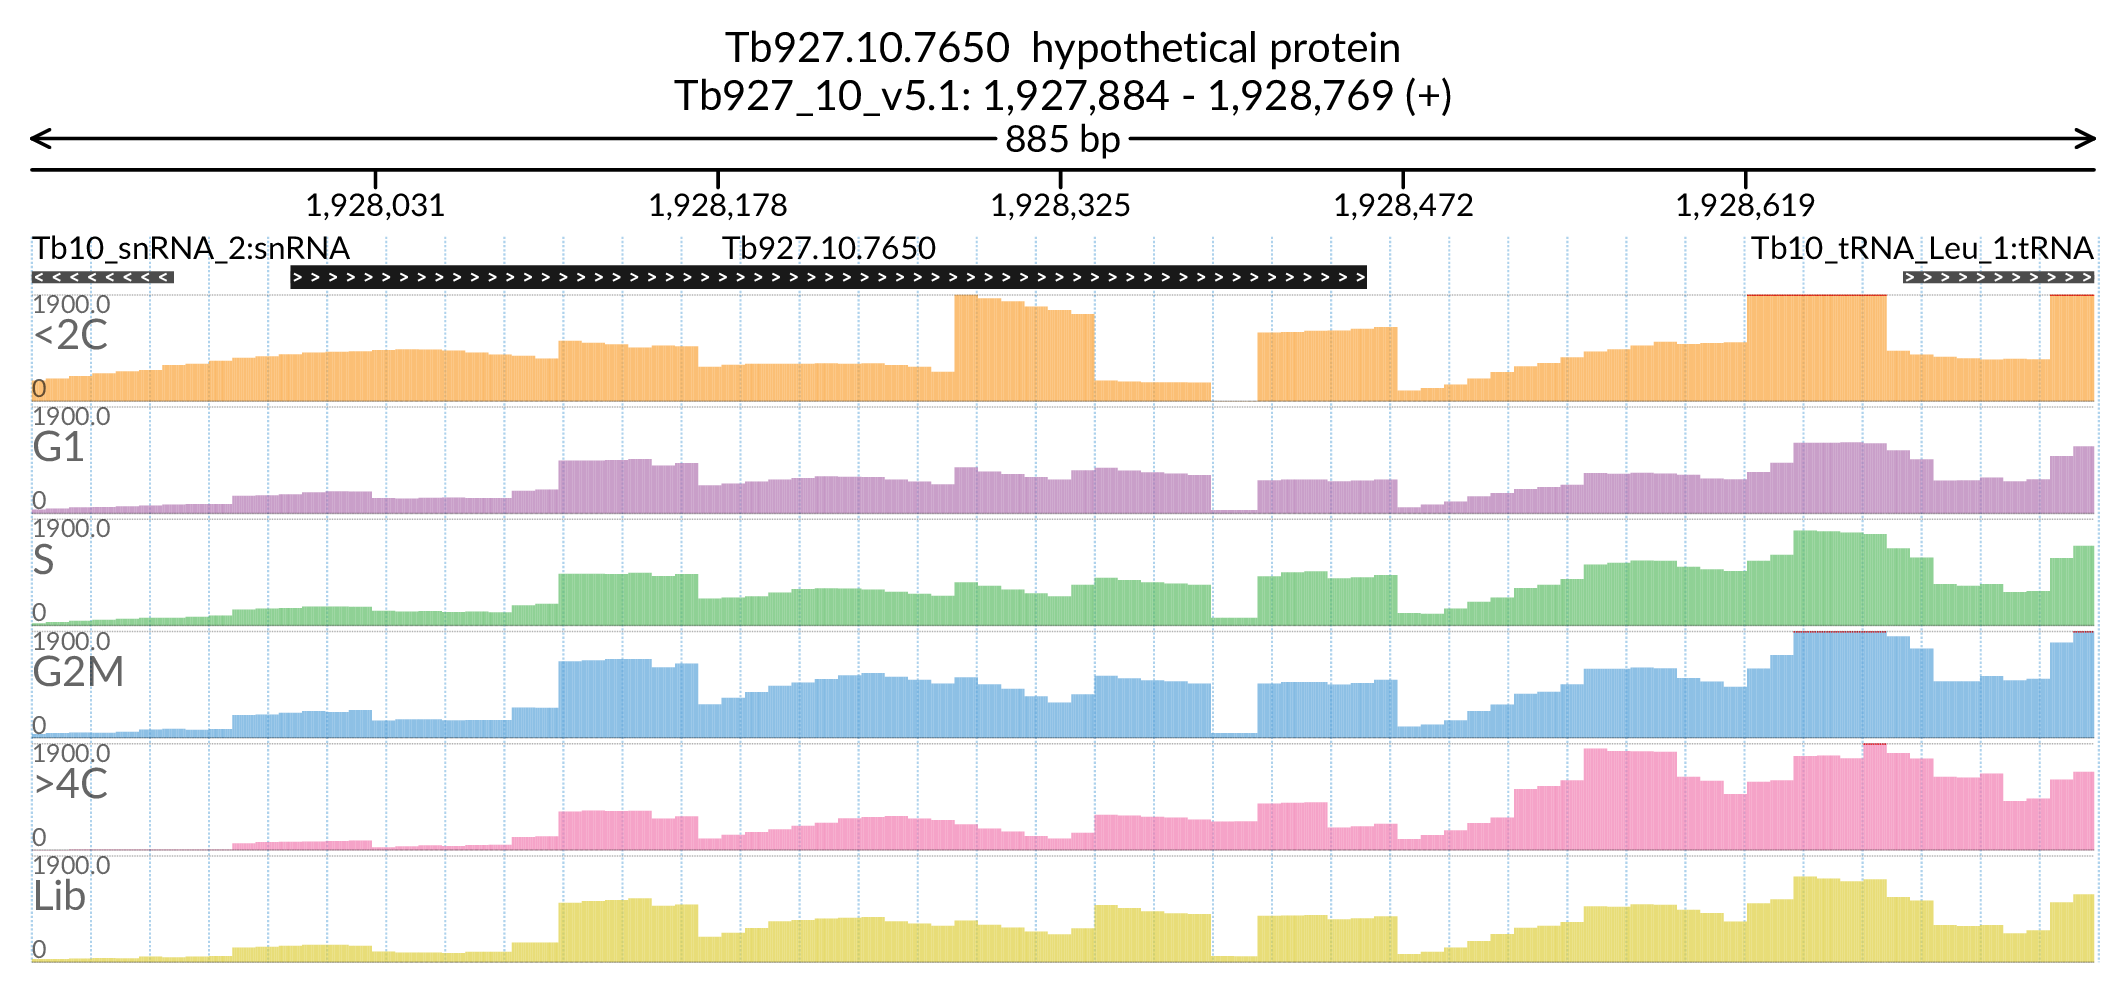 Tb927.10.7650  hypothetical protein
Tb927_10_v5.1: 1,927,884 - 1,928,769 (+)
885 bp
1,928,031 1,928,178 1,928,325 1,928,472 1,928,619
Tb10_snRNA_2:snRNA Tb927.10.7650 Tb10_tRNA_Leu_1:tRNA
1900.0
<2C
0
1900.0
G1
0
1900.0
S
0
1900.0
G2M
0
1900.0
>4C
0
1900.0
Lib
0